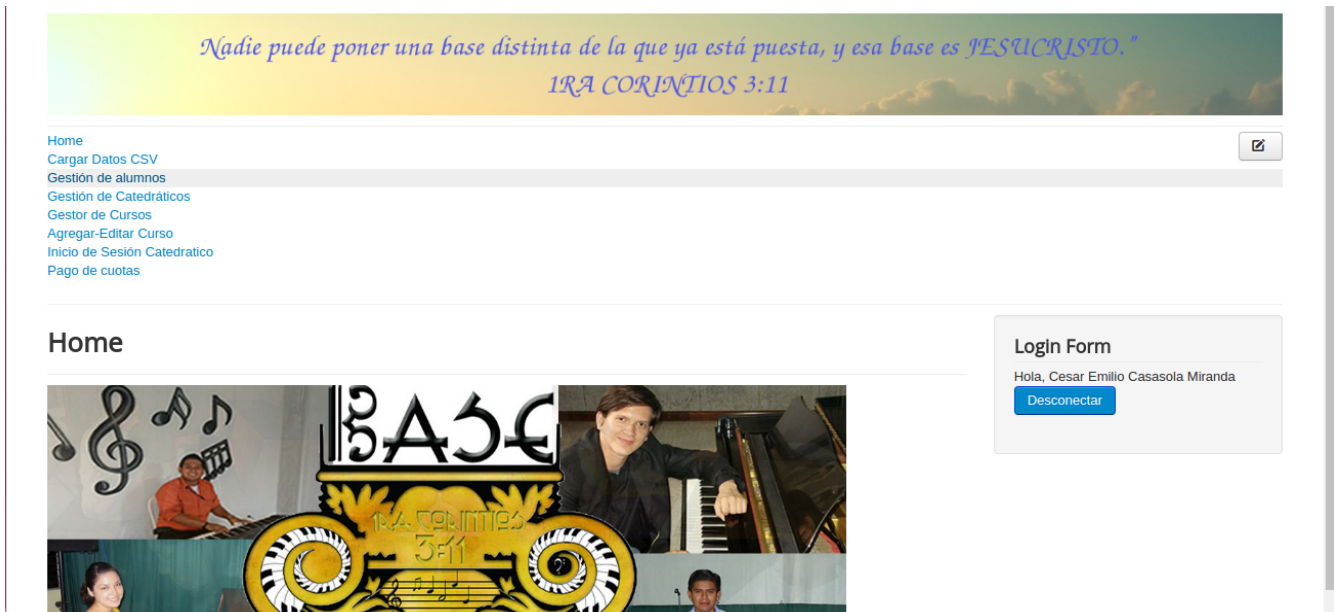 Nadie puede poner una base distinta de la que ya está puesta, y esa base es JESUCRISTO."
1RA CORINTIOS 3:11
Home
Cargar Datos CSV
Gestión de alumnos
Gestión de Catedráticos
Gestor de Cursos
Agregar-Editar Curso
Inicio de Sesión Catedratico
Pago de cuotas
Home
Login Form
Hola, Cesar Emilio Casasola Miranda
Desconectar
BASE
1RA CORINTIOS
3:11